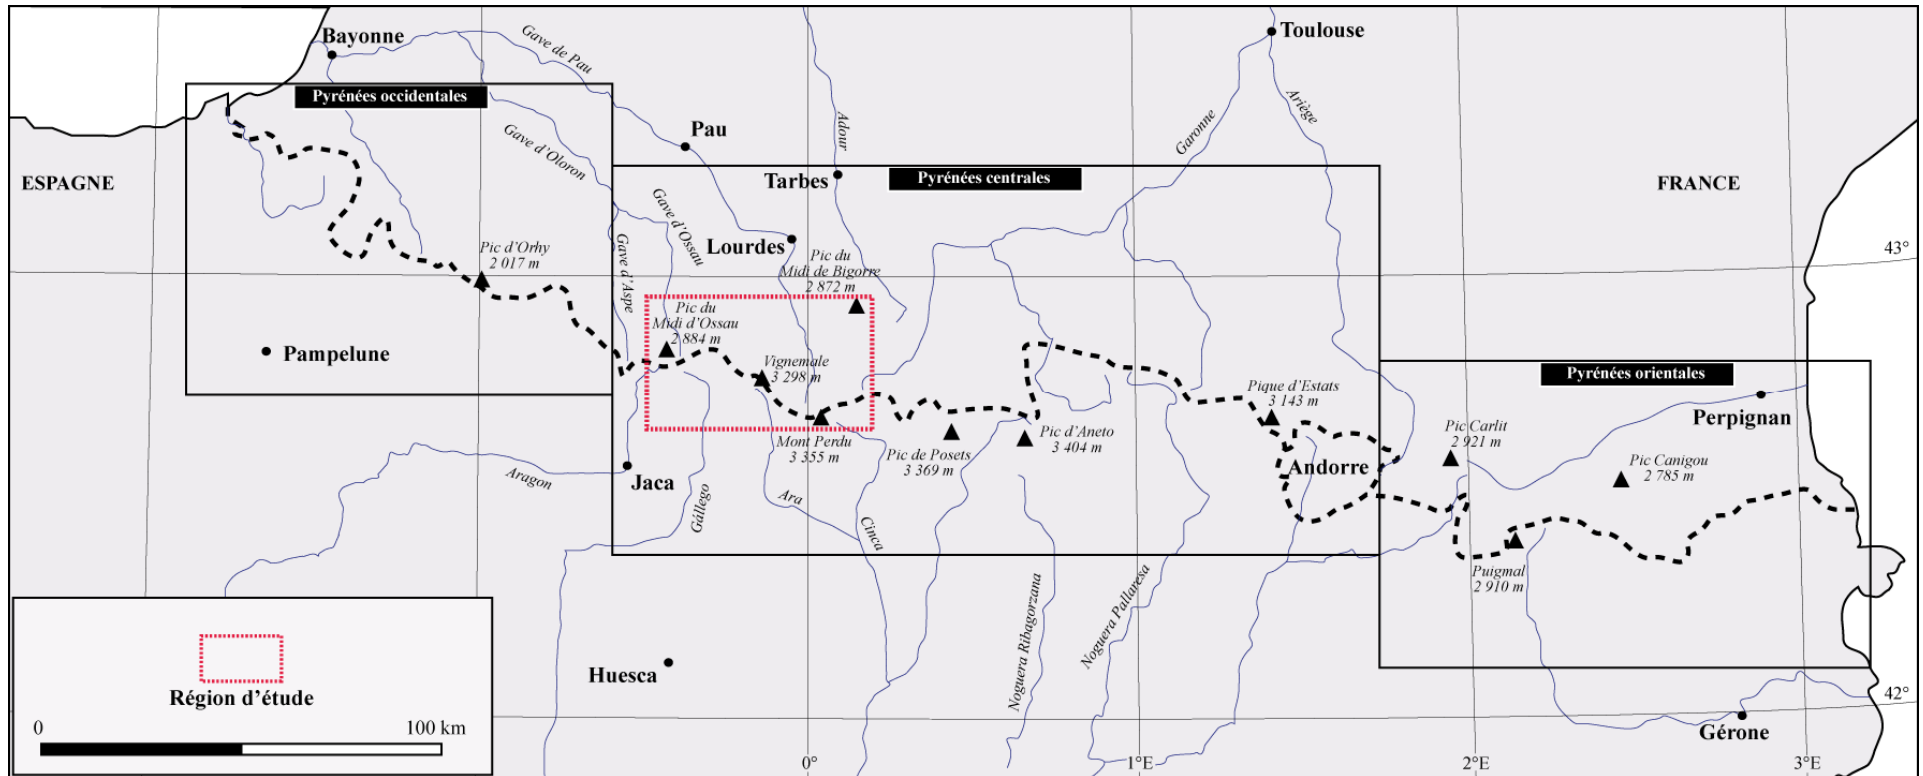 Bayonne
Gave de Pau
Toulouse
Pyrénées occidentales
Pau
Adour
Garonne
Ariège
Gave d'Oloron
ESPAGNE
Tarbes
Pyrénées centrales
FRANCE
Gave d'Ossau
Lourdes
Gave d'Aspe
Pic d'Orhy
2 017 m
Pic du
Midi de Bigorre
2 872 m
43°
Pic du
Midi d'Ossau
2 884 m
Pampelune
Vignemale
3 298 m
Pyrénées orientales
Pique d'Estats
3 143 m
Perpignan
Mont Perdu
3 355 m
Pic de Posets
3 369 m
Pic d'Aneto
3 404 m
Pic Carlit
2 921 m
Andorre
Pic Canigou
2 785 m
Aragon
Jaca
Gállego
Ara
Cinca
Puigmal
2 910 m
Noguera Ribagorzana
Noguera Pallaresa
Huesca
42°
Gérone
Région d'étude
0
100 km
0°
1°E
2°E
3°E